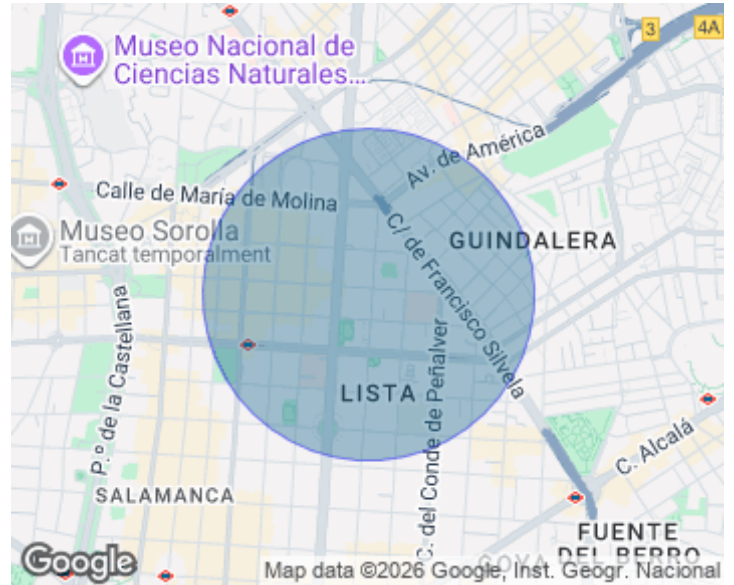 Museo Nacional de
Ciencias Naturales...
3
4A
Av. de América
Calle de María de Molina
Museo Sorolla
Tancat temporalment
GUINDALERA
C/ de Francisco Silvela
P.º de la Castellana
C. del Conde de Peñalver
LISTA
C. Alcalá
SALAMANCA
FUENTE
DEL BERRO
GOYA
Google
Map data ©2026 Google, Inst. Geogr. Nacional